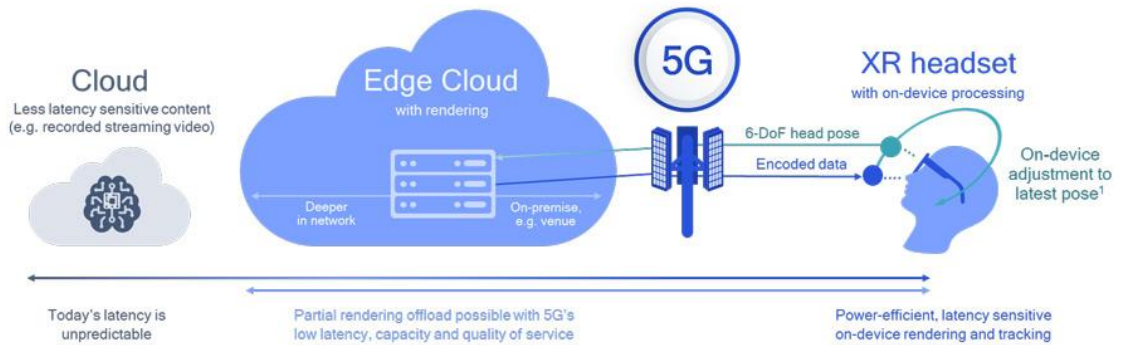 Cloud
Less latency sensitive content
(e.g. recorded streaming video)
Edge Cloud
with rendering
Deeper
in network
On-premise,
e.g. venue
5G
6-DoF head pose
Encoded data
XR headset
with on-device processing
On-device
adjustment to
latest pose¹
Today's latency is
unpredictable
Partial rendering offload possible with 5G's
low latency, capacity and quality of service
Power-efficient, latency sensitive
on-device rendering and tracking